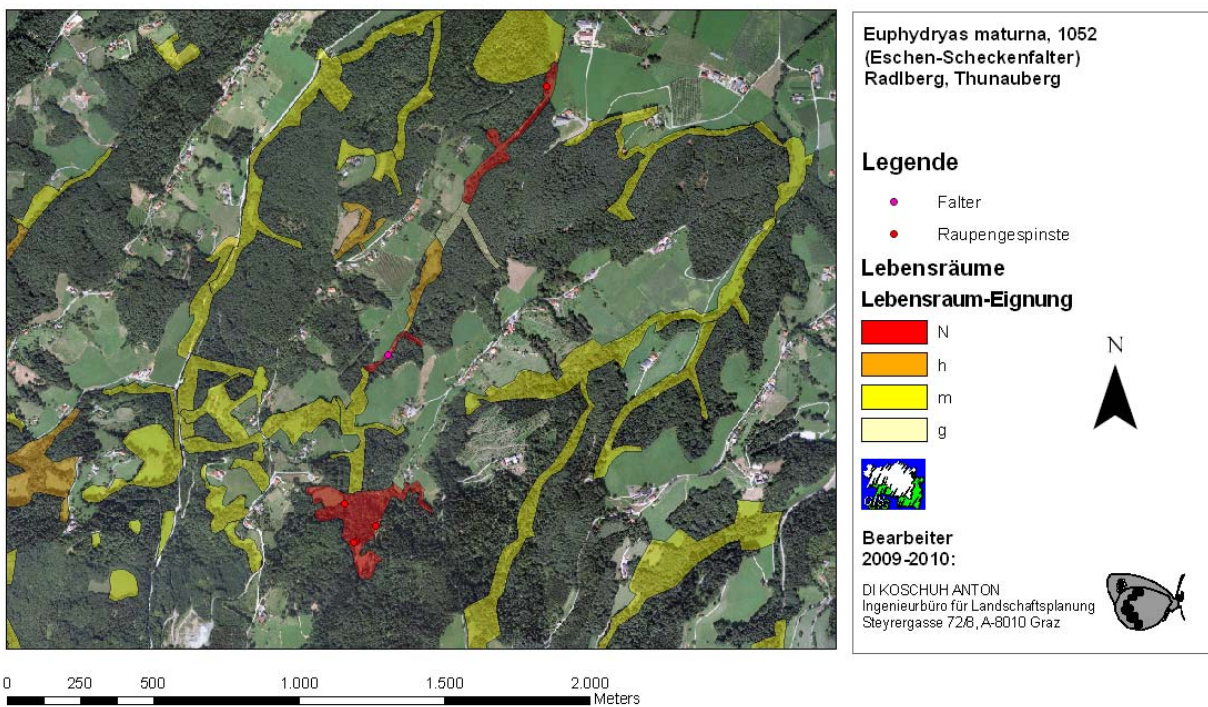 Euphydryas maturna, 1052
(Eschen-Scheckenfalter)
Radlberg, Thunauberg
Legende
Falter
Raupengespinste
Lebensräume
Lebensraum-Eignung
N
h
m
g
N
GIS
Bearbeiter
2009-2010:
DI KOSCHUH ANTON
Ingenieurbüro für Landschaftsplanung
Steyrergasse 72/8, A-8010 Graz
0 250 500 1.000 1.500 2.000
Meters